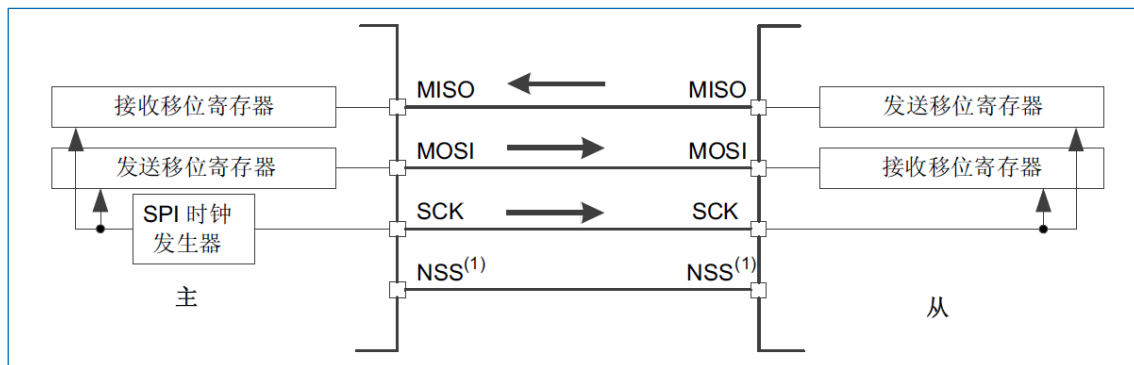 MISO MISO
接收移位寄存器 发送移位寄存器
MOSI MOSI
发送移位寄存器 接收移位寄存器
SPI 时钟
发生器
SCK SCK
NSS(1) NSS(1)
主 从